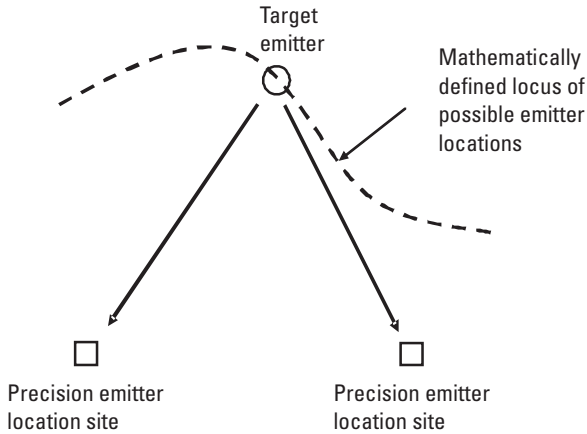 Target
emitter
Mathematically
defined locus of
possible emitter
locations
Precision emitter
location site
Precision emitter
location site